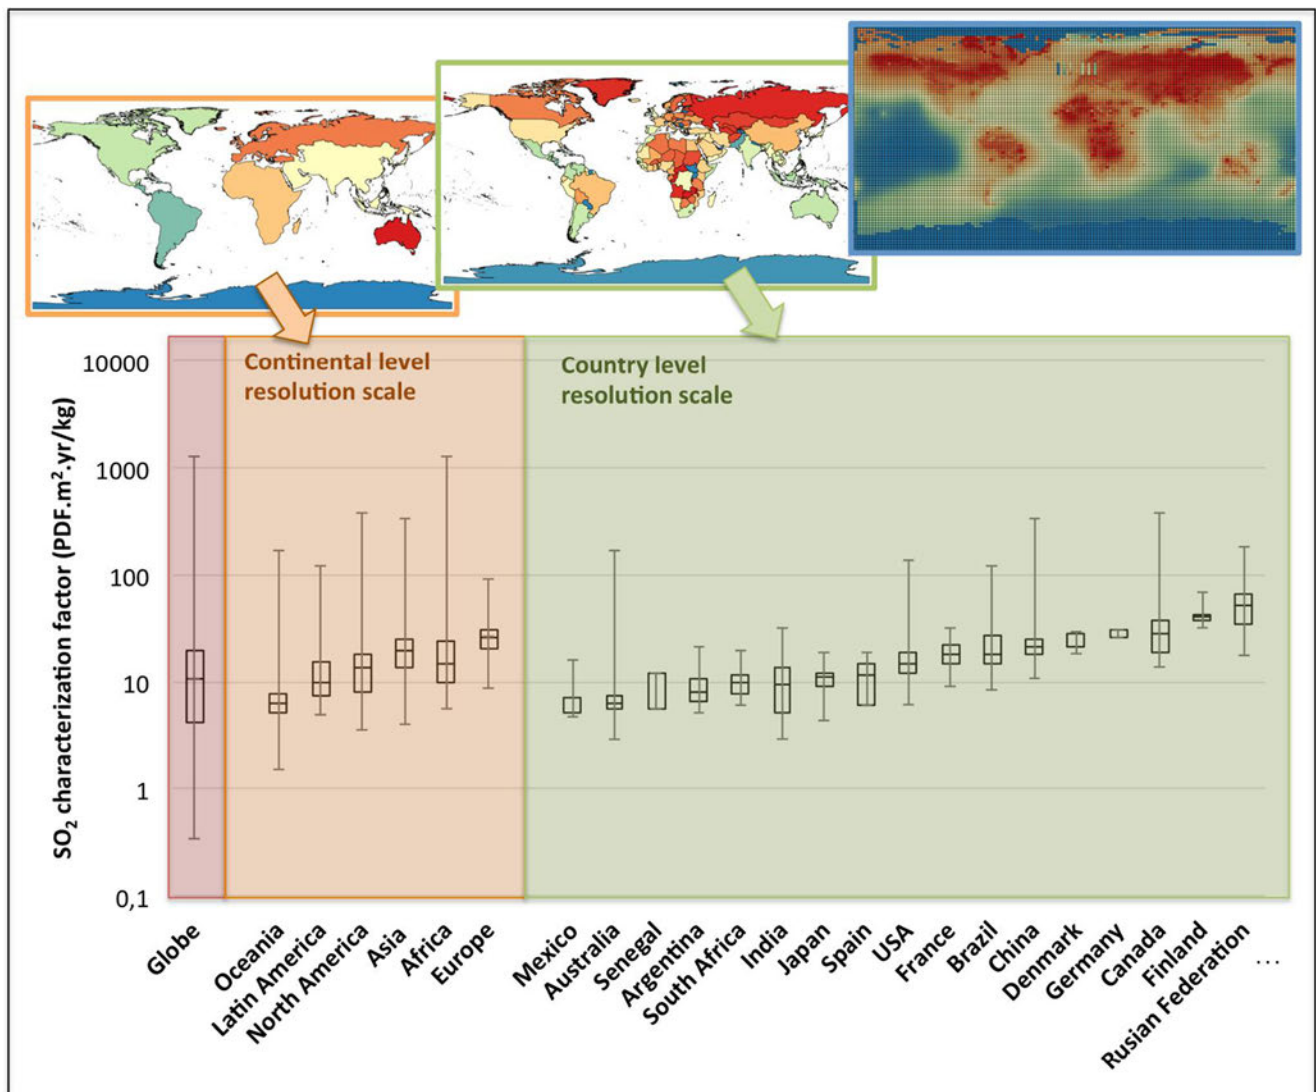 Continental level
resolution scale
Country level
resolution scale
SO₂ characterization factor (PDF.m².yr/kg)
10000
1000
100
10
1
0,1
Globe
Oceania
Latin America
North America
Asia
Africa
Europe
Mexico
Australia
Senegal
Argentina
South Africa
India
Japan
Spain
USA
France
Brazil
China
Denmark
Germany
Canada
Finland
Rusian Federation
...